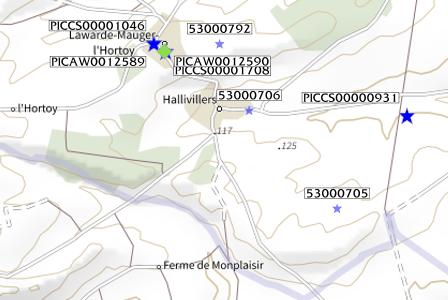 PICCS00001046
53000792
Lawarde-Mauger-
l'Hortoy
PICAW0012589
PICAW0012590
PICCS00001708
Hallivillers
53000706
PICCS00000931
l'Hortoy
117
125
53000705
Ferme de Monplaisir